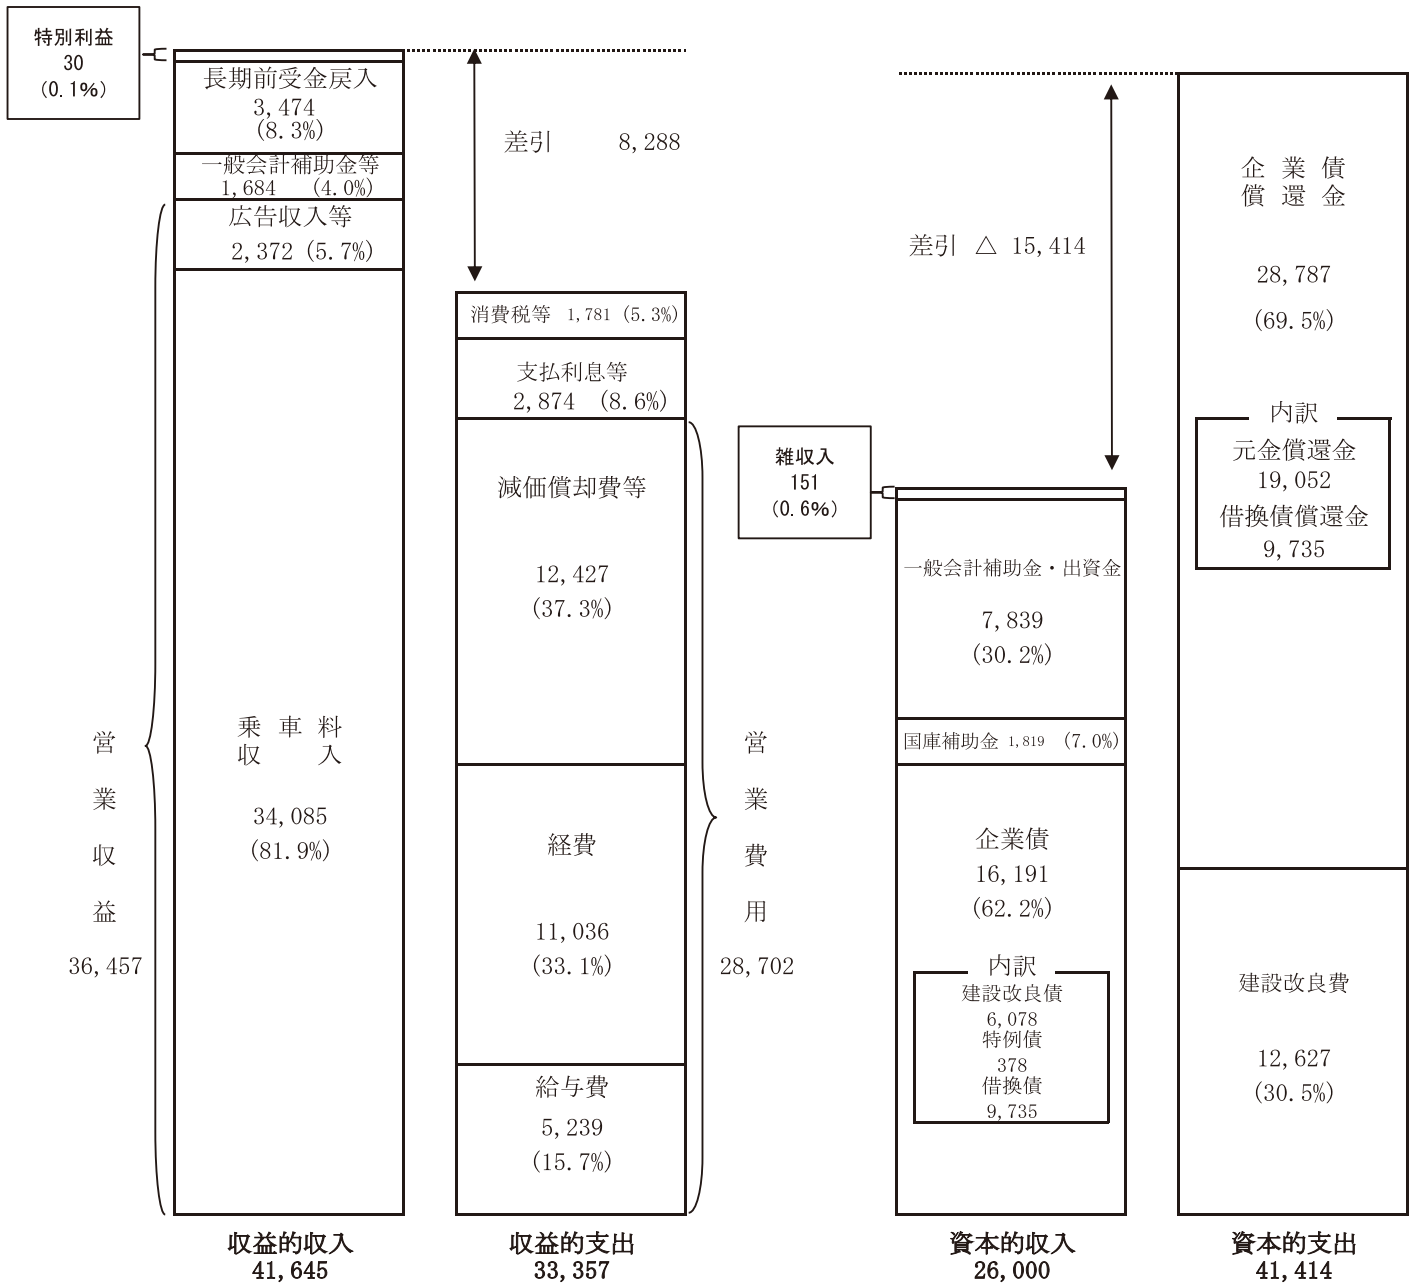 特別利益
30
(0.1%)
長期前受金戻入
3,474
(8.3%)
一般会計補助金等
1,684 (4.0%)
広告収入等
2,372 (5.7%)
乗車料
収入
34,085
(81.9%)
営業収益
36,457
収益的収入
41,645
差引 8,288
消費税等 1,781 (5.3%)
支払利息等
2,874 (8.6%)
減価償却費等
12,427
(37.3%)
経費
11,036
(33.1%)
給与費
5,239
(15.7%)
営業費用
28,702
収益的支出
33,357
雑収入
151
(0.6%)
一般会計補助金・出資金
7,839
(30.2%)
国庫補助金 1,819 (7.0%)
企業債
16,191
(62.2%)
内訳
建設改良債
6,078
特例債
378
借換債
9,735
資本的収入
26,000
差引 △ 15,414
企業債
償還金
28,787
(69.5%)
内訳
元金償還金
19,052
借換債償還金
9,735
建設改良費
12,627
(30.5%)
資本的支出
41,414